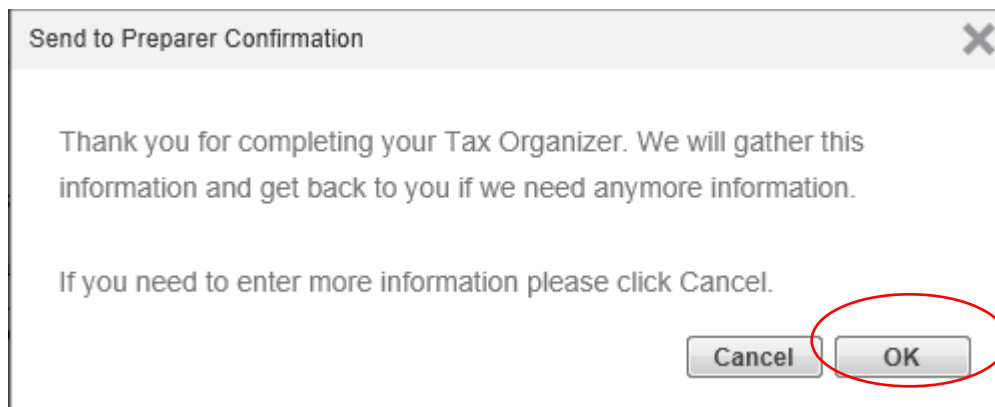 Send to Preparer Confirmation
Thank you for completing your Tax Organizer. We will gather this
information and get back to you if we need anymore information.
If you need to enter more information please click Cancel.
Cancel OK